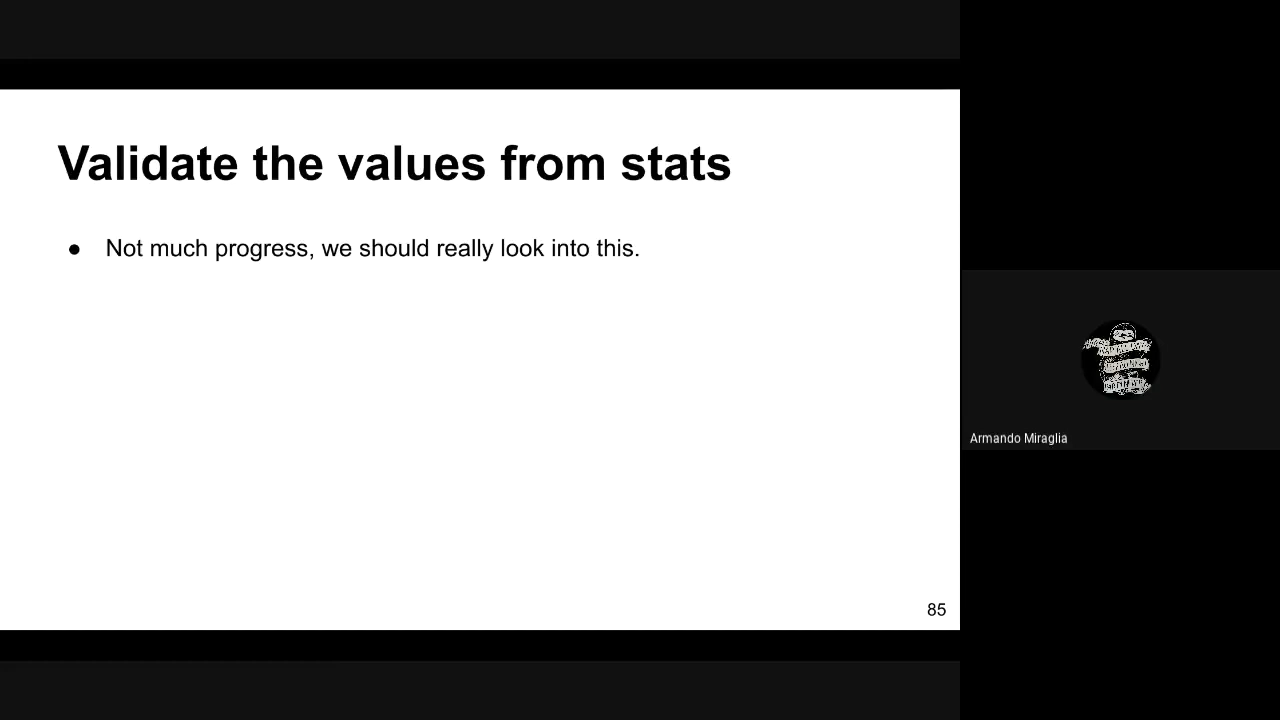 Validate the values from stats
● Not much progress, we should really look into this.
85
Armando Miraglia